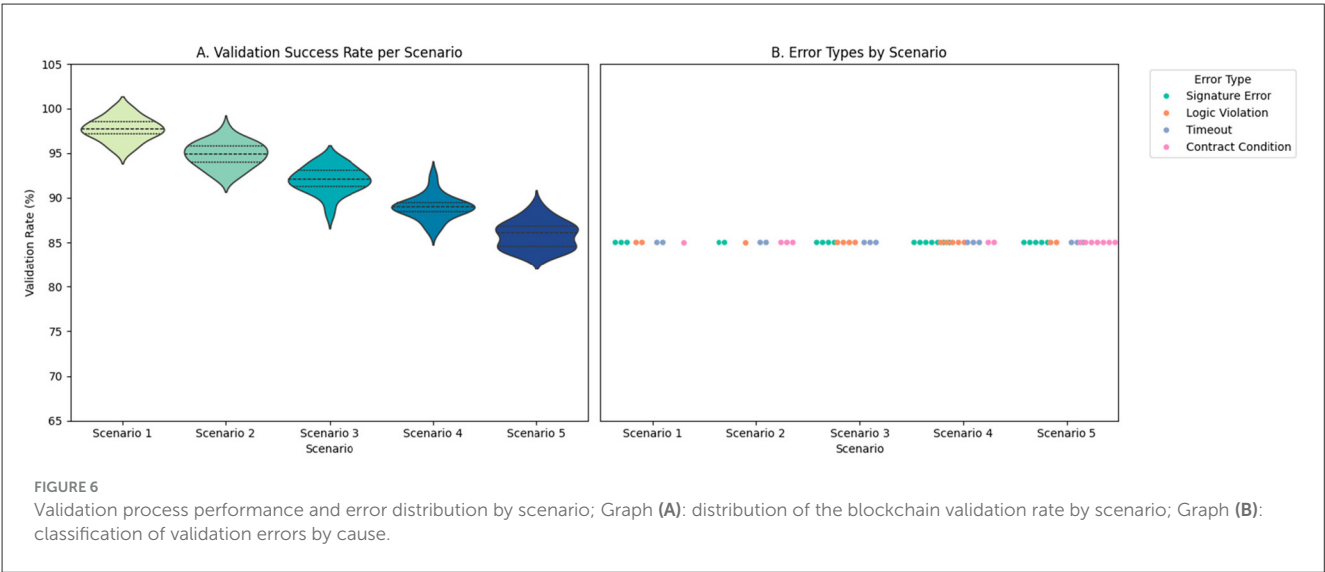 A. Validation Success Rate per Scenario
B. Error Types by Scenario
105
100
95
90
85
80
75
70
65
Validation Rate (%)
Scenario 1 Scenario 2 Scenario 3 Scenario 4 Scenario 5
Scenario
Scenario 1 Scenario 2 Scenario 3 Scenario 4 Scenario 5
Scenario
Error Type
Signature Error
Logic Violation
Timeout
Contract Condition
FIGURE 6
Validation process performance and error distribution by scenario; Graph (A): distribution of the blockchain validation rate by scenario; Graph (B):
classification of validation errors by cause.